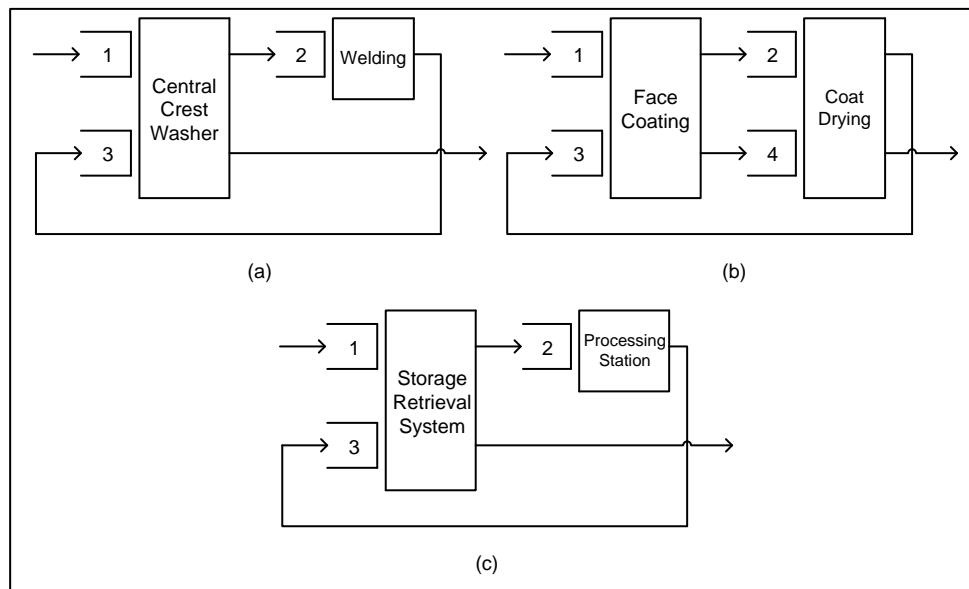 1
2
Welding
Central
Crest
Washer
3
(a)
1
2
Face
Coating
Coat
Drying
3
4
(b)
1
2
Processing
Station
Storage
Retrieval
System
3
(c)